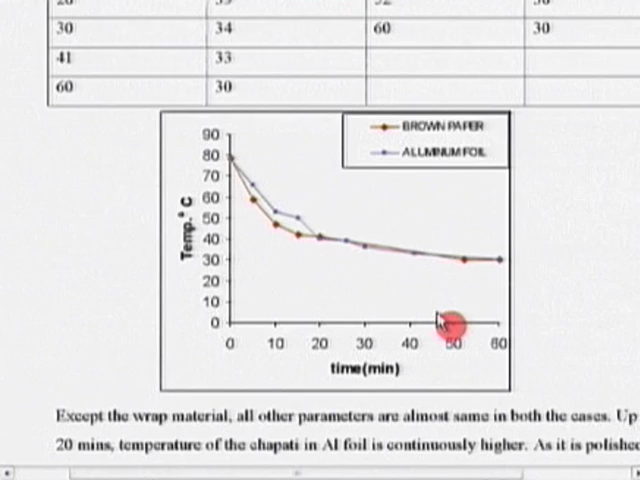 30 34 60 30
41 33
60 30
BROWN PAPER
ALUMINUM FOIL
90
80
70
60
50
40
30
20
10
0
Temp.° C
0 10 20 30 40 50 60
time(min)
Except the wrap material, all other parameters are almost same in both the cases. Up
20 mins, temperature of the chapati in Al foil is continuously higher. As it is polished